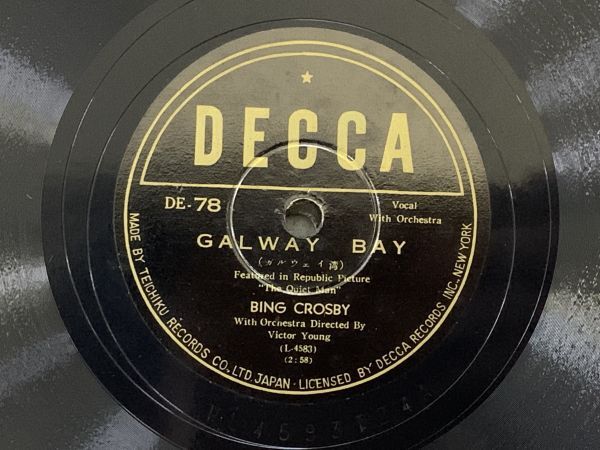 DECCA
DE-78
Vocal
With Orchestra
GALWAY BAY
(ガルウェイ湾)
Featured in Republic Picture
"The Quiet Man"
BING CROSBY
With Orchestra Directed By
Victor Young
(L-4583)
(2:58)
MADE BY TEICHIKU RECORDS CO., LTD. JAPAN - LICENSED BY DECCA RECORDS INC. NEW YORK